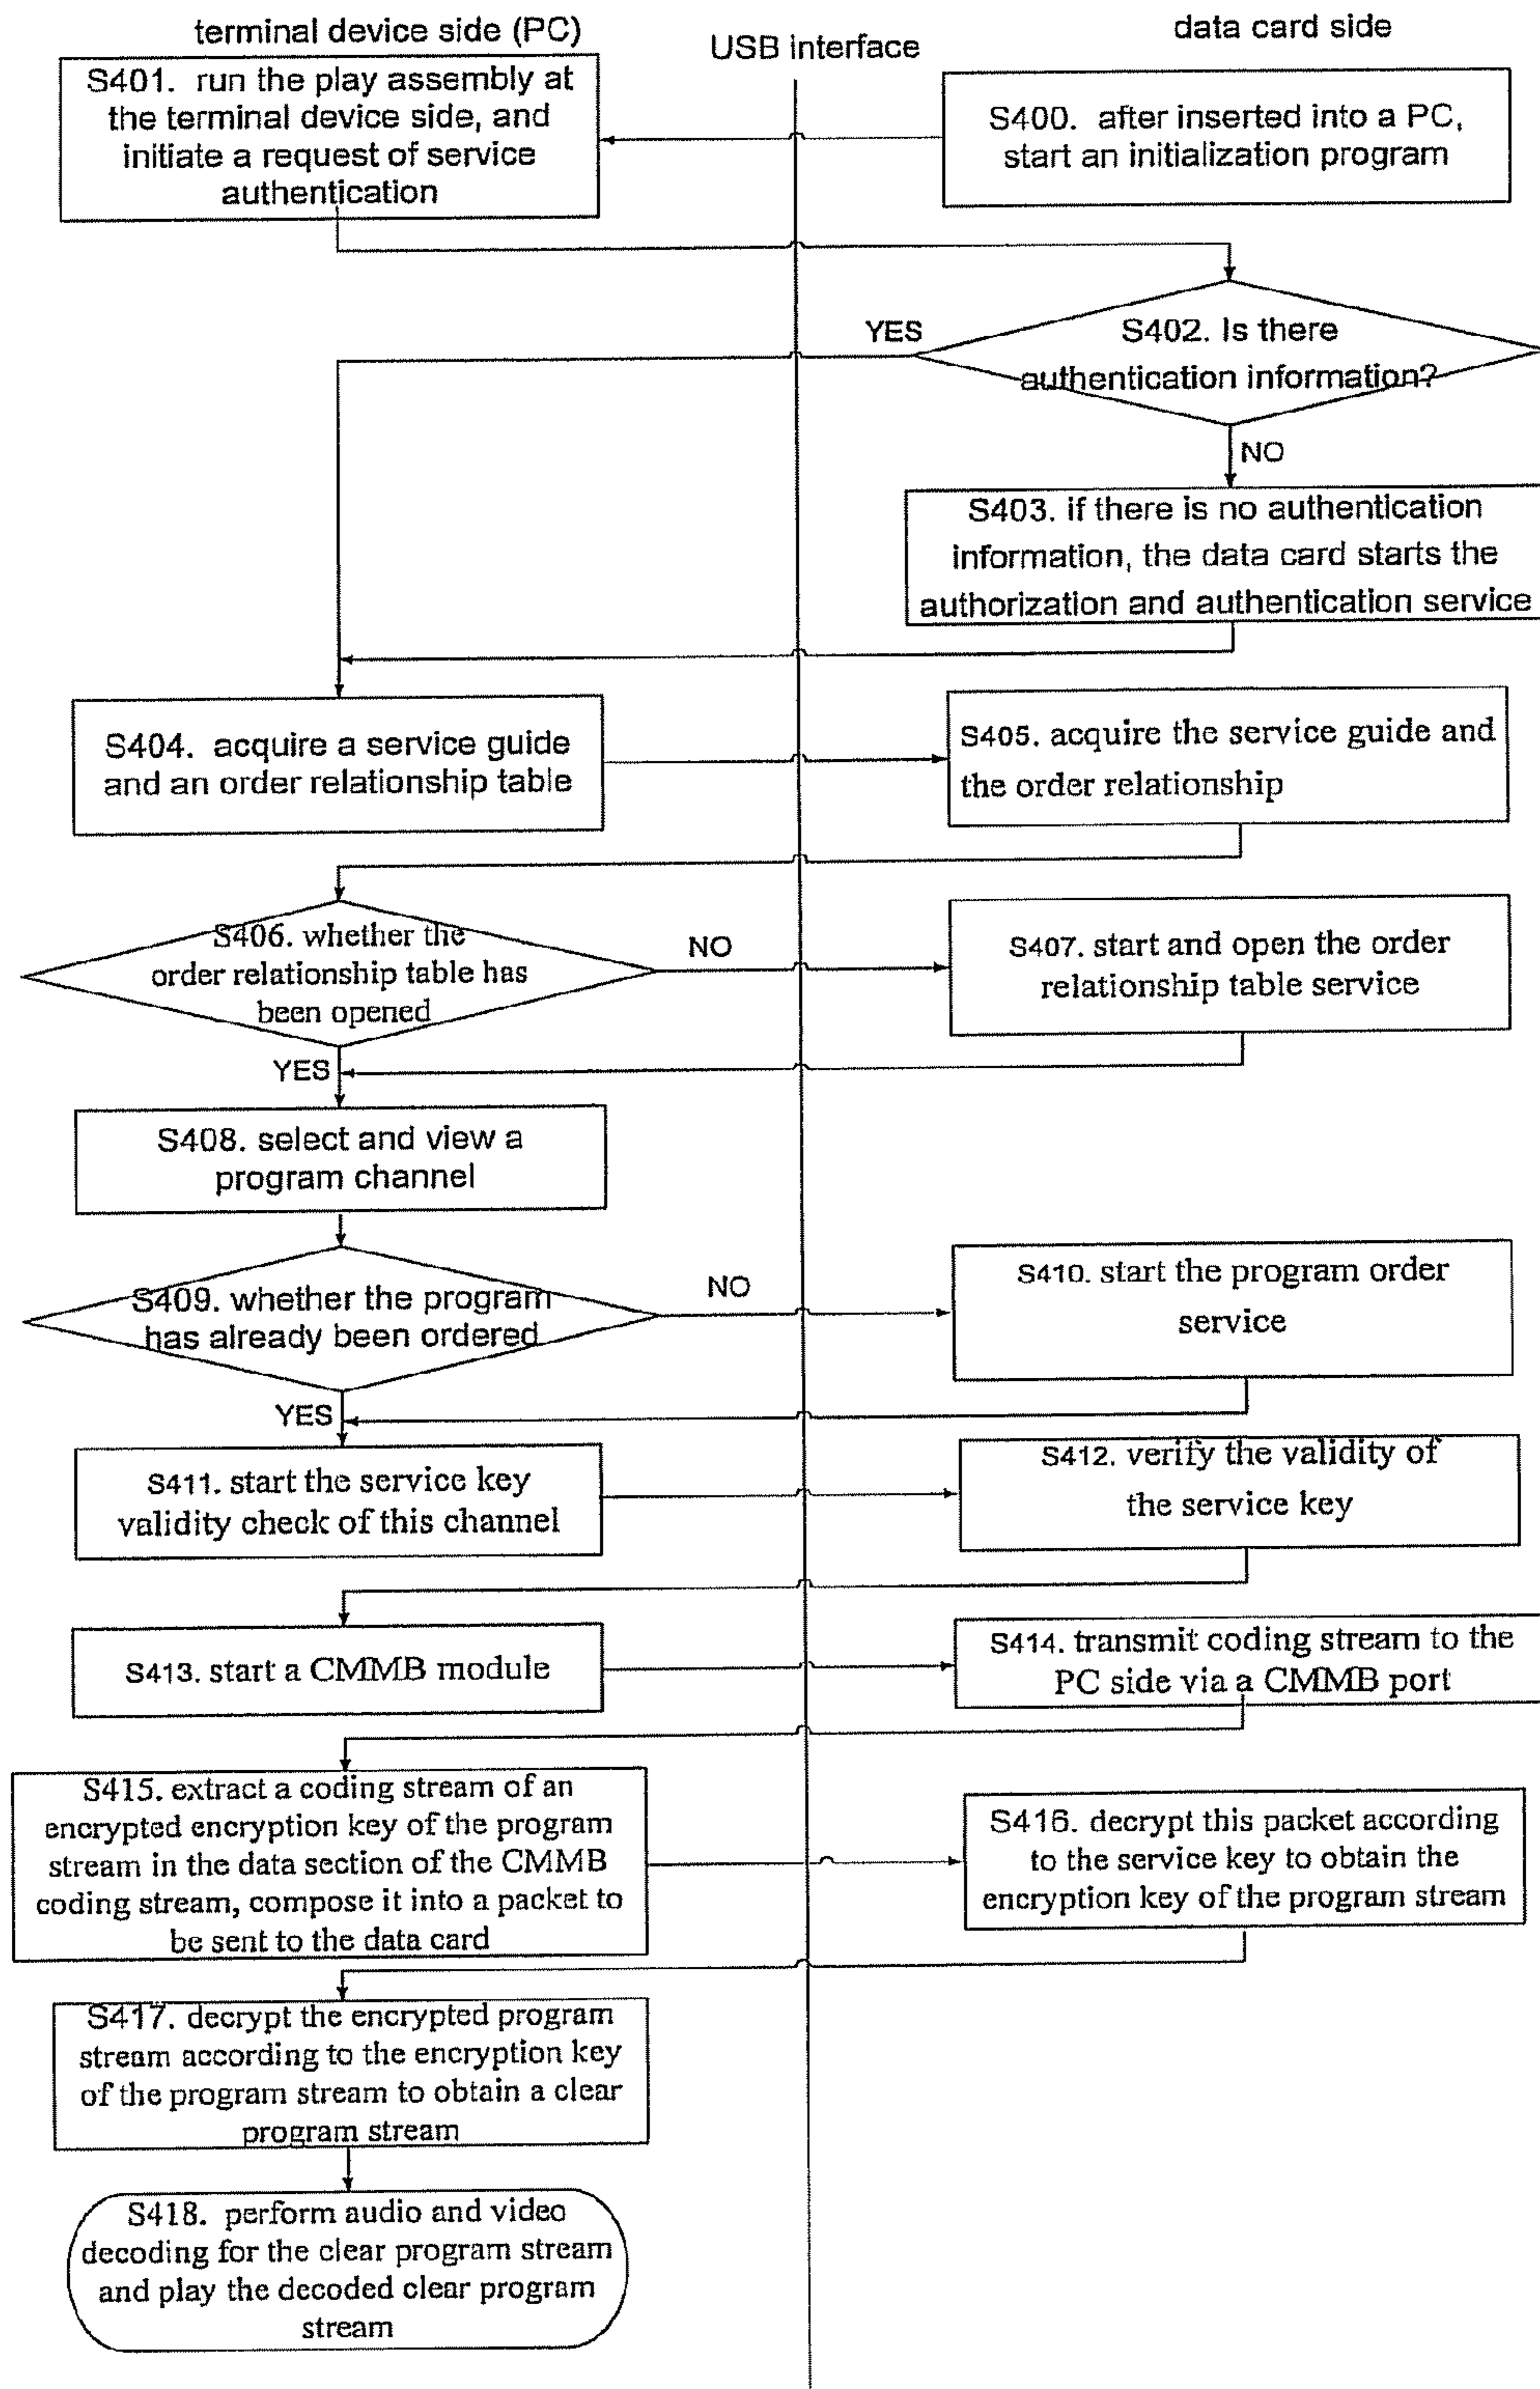 terminal device side (PC)
USB interface
data card side
S401. run the play assembly at
the terminal device side, and
initiate a request of service
authentication
S400. after inserted into a PC,
start an initialization program
S402. Is there
authentication information?
YES
NO
S403. if there is no authentication
information, the data card starts the
authorization and authentication service
S404. acquire a service guide
and an order relationship table
S405. acquire the service guide and
the order relationship
S406. whether the
order relationship table has
been opened
NO
YES
S407. start and open the order
relationship table service
S408. select and view a
program channel
S409. whether the program
has already been ordered
NO
YES
S410. start the program order
service
S411. start the service key
validity check of this channel
S412. verify the validity of
the service key
S413. start a CMMB module
S414. transmit coding stream to the
PC side via a CMMB port
S415. extract a coding stream of an
encrypted encryption key of the program
stream in the data section of the CMMB
coding stream, compose it into a packet to
be sent to the data card
S416. decrypt this packet according
to the service key to obtain the
encryption key of the program stream
S417. decrypt the encrypted program
stream according to the encryption key
of the program stream to obtain a clear
program stream
S418. perform audio and video
decoding for the clear program stream
and play the decoded clear program
stream